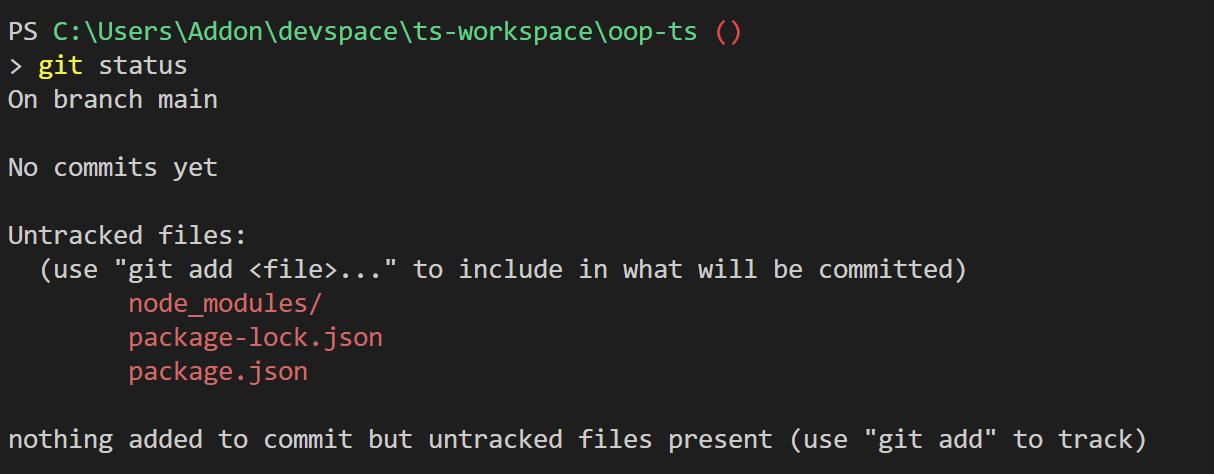 PS C:\Users\Addon\devspace\ts-workspace\oop-ts ()
> git status
On branch main
No commits yet
Untracked files:
(use "git add <file>..." to include in what will be committed)
node_modules/
package-lock.json
package.json
nothing added to commit but untracked files present (use "git add" to track)